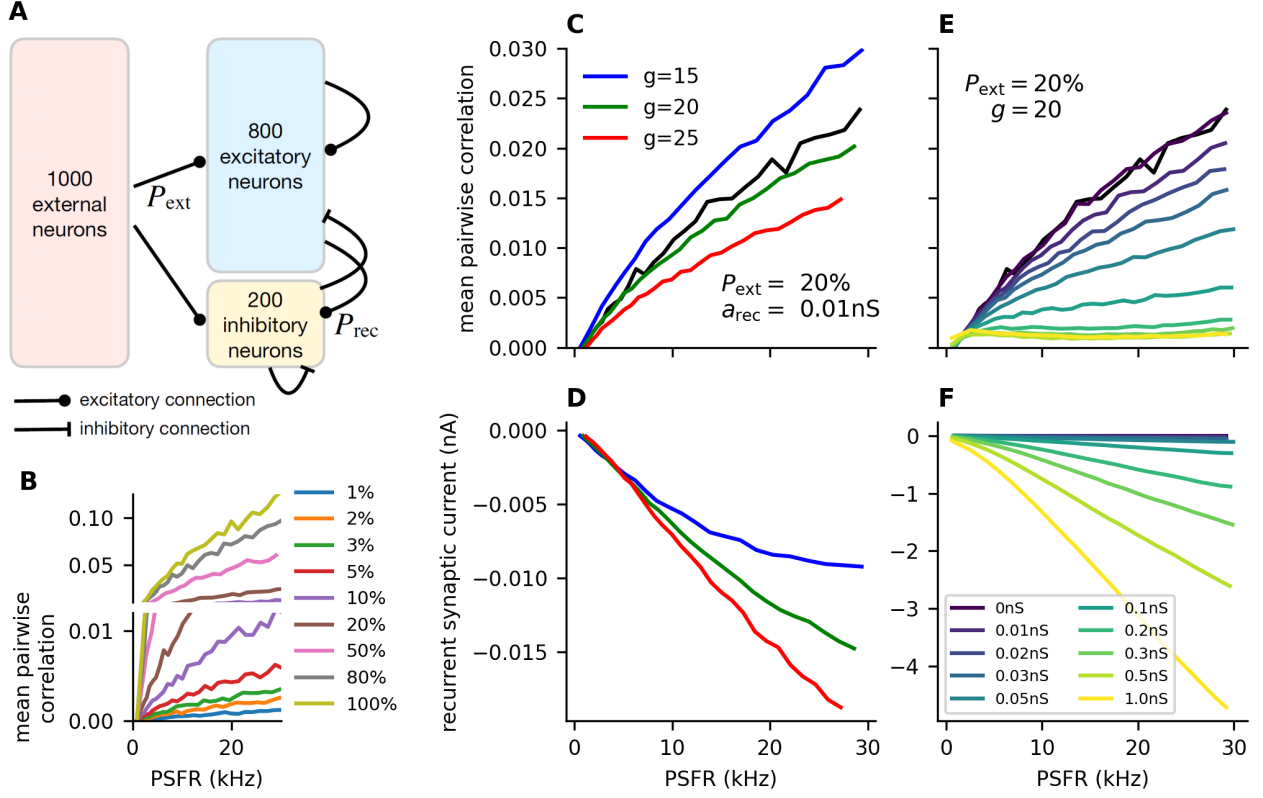 A
1000
external
neurons
800
excitatory
neurons
200
inhibitory
neurons
Pext
Prec
excitatory connection
inhibitory connection
B
mean pairwise
correlation
0.10
0.05
0.01
0.00
0
20
PSFR (kHz)
1%
2%
3%
5%
10%
20%
50%
80%
100%
C
mean pairwise correlation
0.030
0.025
0.020
0.015
0.010
0.005
0.000
g=15
g=20
g=25
Pext = 20%
arec = 0.01nS
D
recurrent synaptic current (nA)
0.000
−0.005
−0.010
−0.015
0
10
20
30
PSFR (kHz)
E
Pext = 20%
g = 20
F
0
−1
−2
−3
−4
0nS
0.01nS
0.02nS
0.03nS
0.05nS
0.1nS
0.2nS
0.3nS
0.5nS
1.0nS
0
10
20
30
PSFR (kHz)